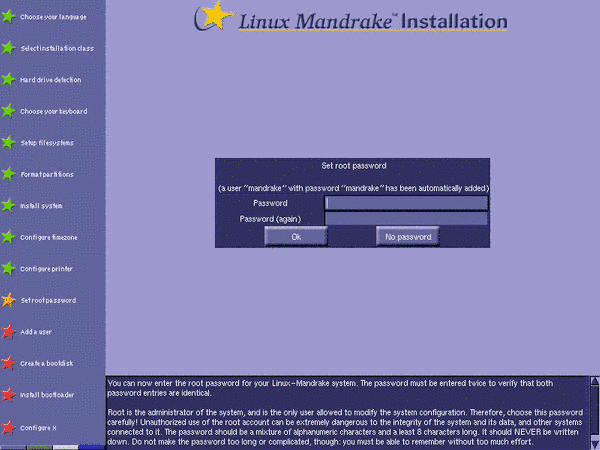 Linux Mandrake™ Installation
Choose your language
Select installation class
Hard drive detection
Choose your keyboard
Setup filesystems
Format partitions
Install system
Configure timezone
Configure printer
Set root password
Add a user
Create a bootdisk
Install bootloader
Configure X
Set root password
(a user "mandrake" with password "mandrake" has been automatically added)
Password
Password (again)
Ok
No password
You can now enter the root password for your Linux-Mandrake system. The password must be entered twice to verify that both
password entries are identical.
Root is the administrator of the system, and is the only user allowed to modify the system configuration. Therefore, choose this password
carefully! Unauthorized use of the root account can be extremely dangerous to the integrity of the system and its data, and other systems
connected to it. The password should be a mixture of alphanumeric characters and a least 8 characters long. It should NEVER be written
down. Do not make the password too long or complicated, though: you must be able to remember without too much effort.